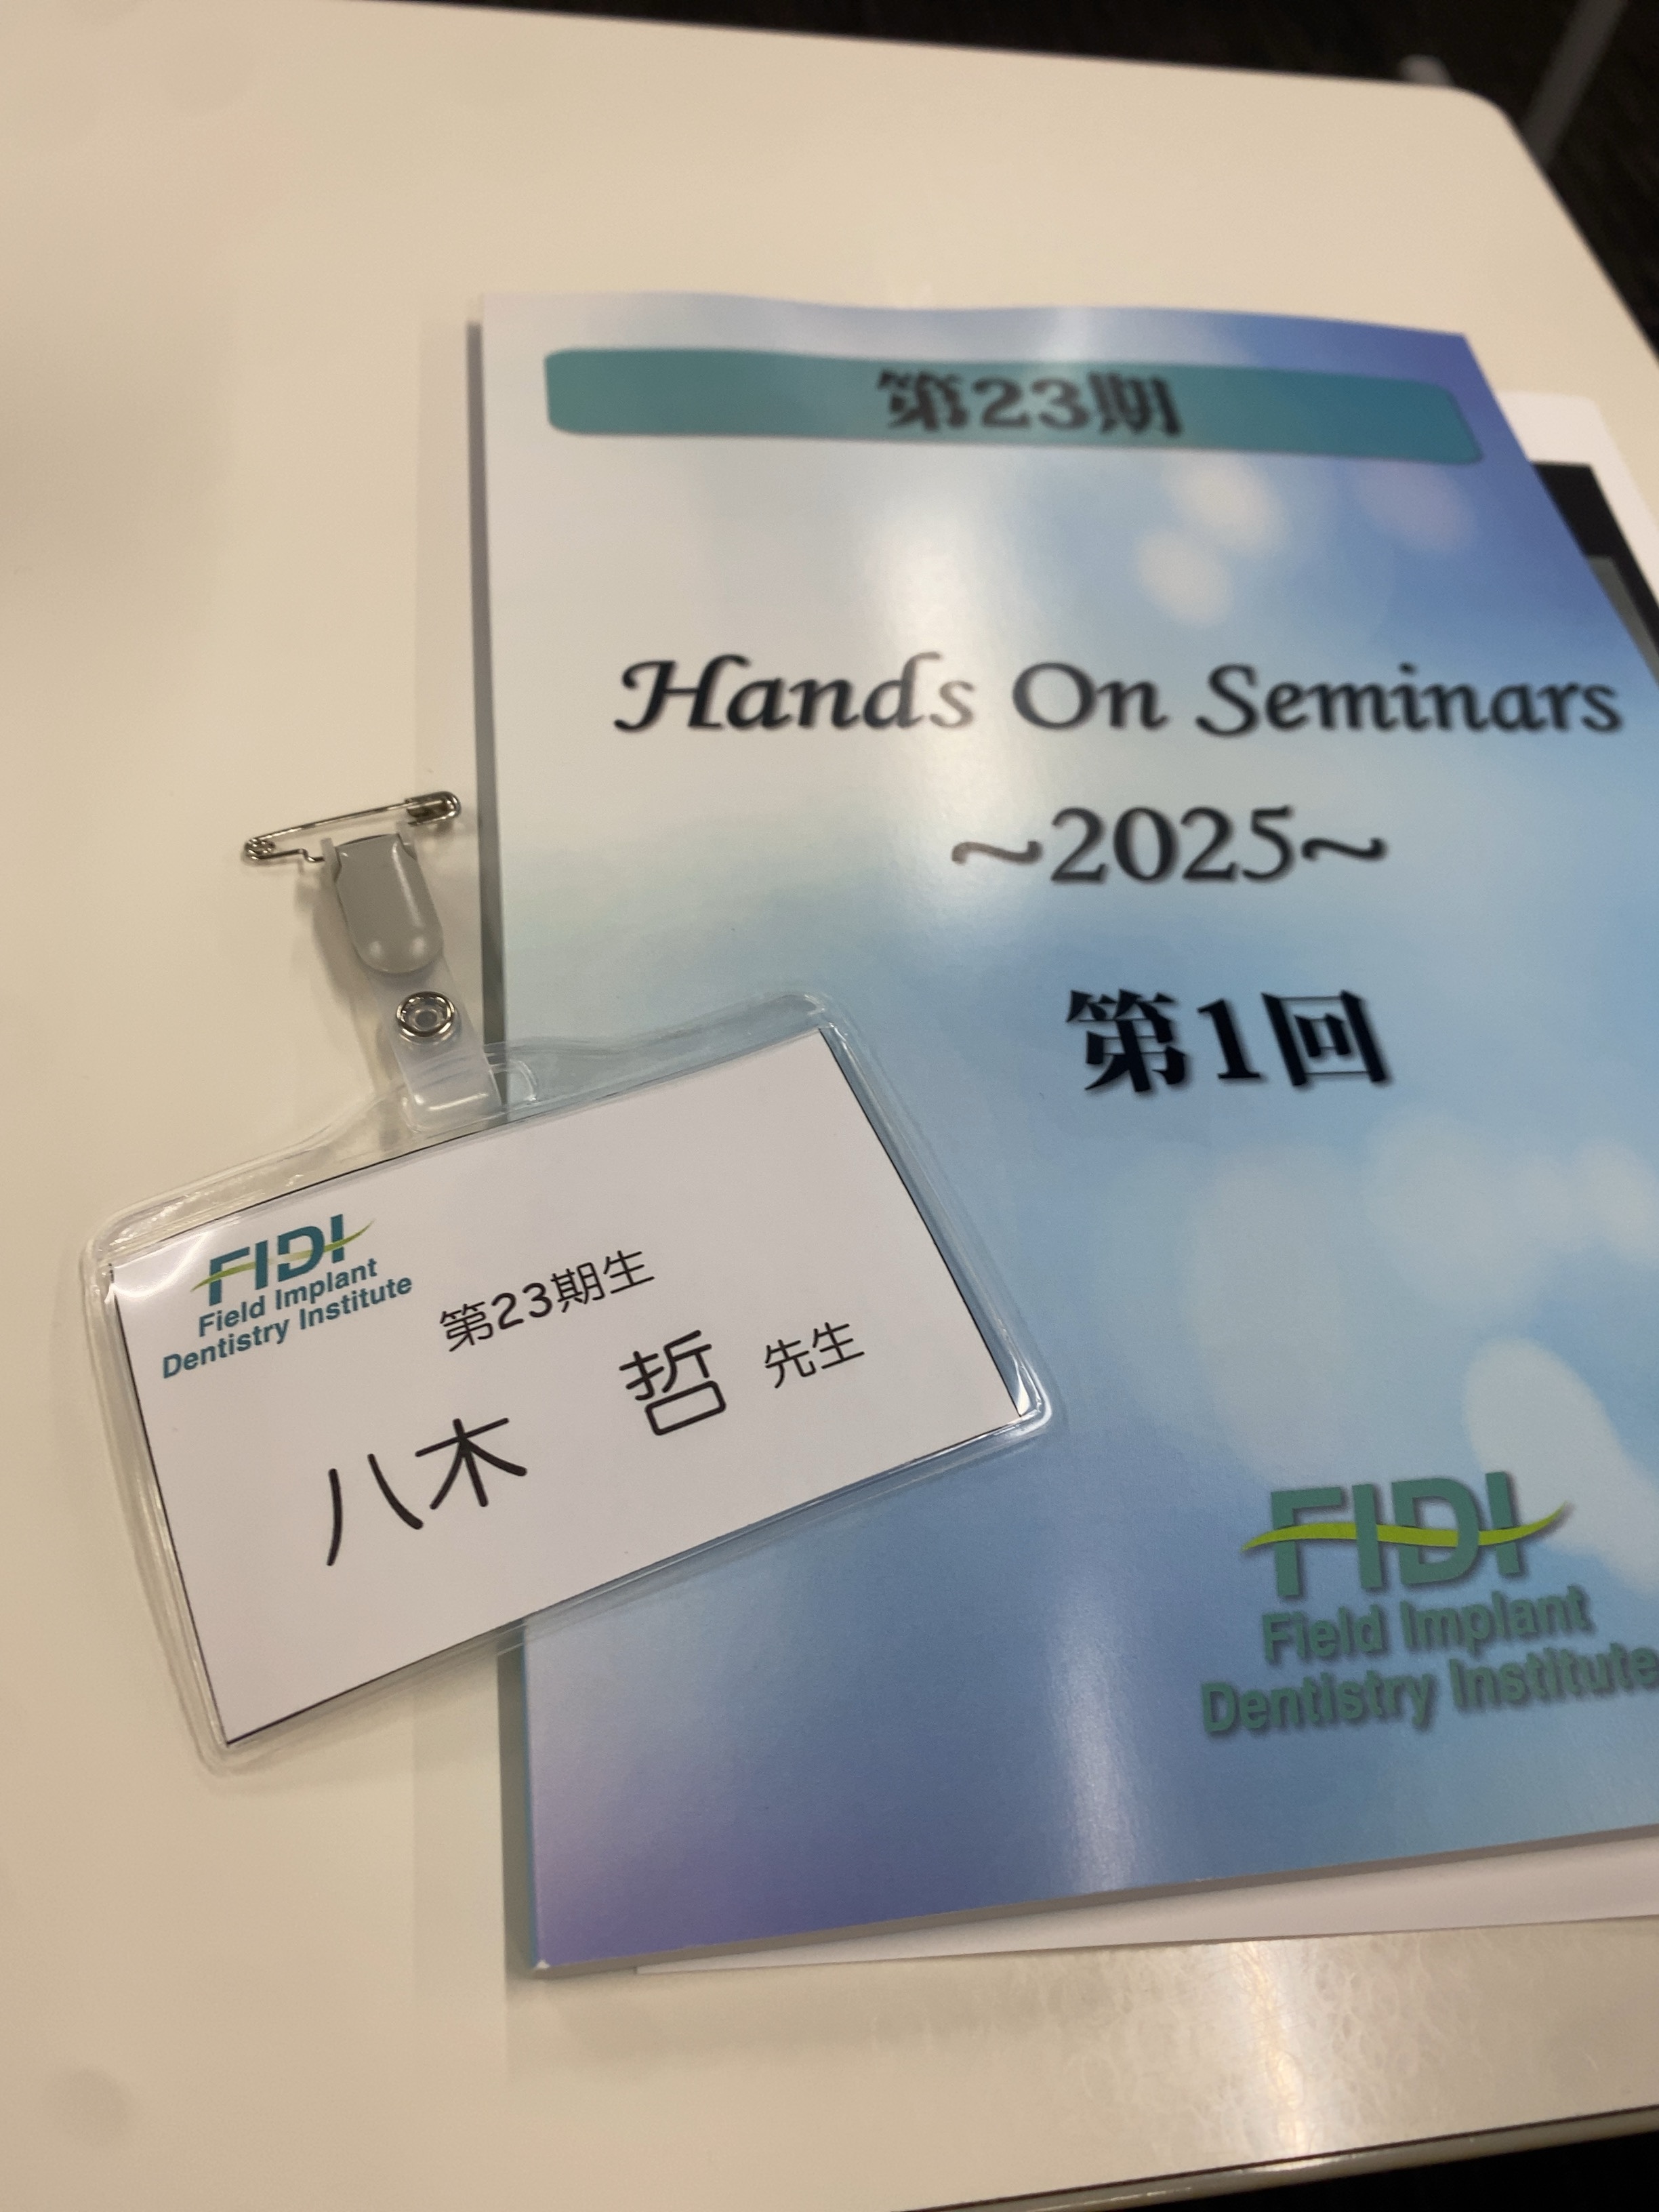 第23期
Hands On Seminars
～2025～
第1回
FIDI
Field Implant
Dentistry Institute
FIDI
Field Implant
Dentistry Institute
第23期生
八木 哲 先生